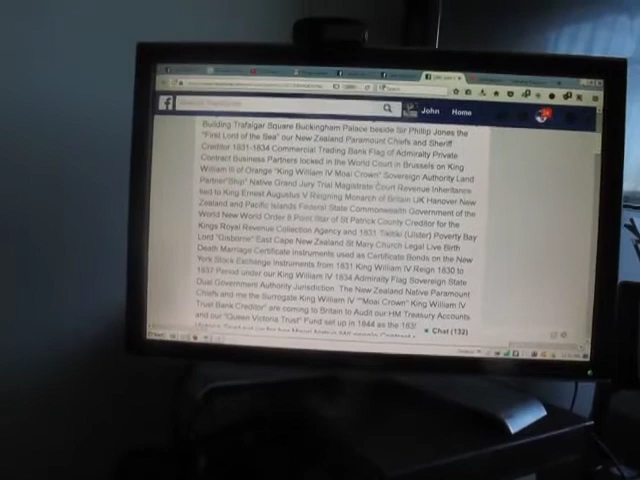 f John Home
Building Trafalgar Square Buckingham Palace beside Sir Phillip Jones the
"First Lord of the Sea" our New Zealand Paramount Chiefs and Sheriff
Creditor 1831-1834 Commercial Trading Bank Flag of Admiralty Private
Contract Business Partners locked in the World Court in Brussels on King
William III of Orange "King William IV Moai Crown" Sovereign Authority Land
Partner"Ship" Native Grand Jury Trial Magistrate Court Revenue Inheritance
tied to King Ernest Augustus V Reigning Monarch of Britain UK Hanover New
Zealand and Pacific Islands Federal State Commonwealth Government of the
World New World Order 8 Point Star of St Patrick County Creditor for the
Kings Royal Revenue Collection Agency and 1831 (Ulster) Poverty Bay
Lord "Gisborne" East Cape New Zealand St Mary Church Legal Live Birth
Death Marriage Certificate Instruments used as Certificate Bonds on the New
York Stock Exchange Instruments from 1831 King William IV Reign 1830 to
1837 Period under our King William IV 1834 Admiralty Flag Sovereign State
Dual Government Authority Jurisdiction. The New Zealand Native Paramount
Chiefs and me the Surrogate King William IV ""Moai Crown" King William IV
Trust Bank Creditor" are coming to Britain to Audit our HM Treasury Accounts
and our "Queen Victoria Trust" Fund set up in 1844 as the 1835
Chat (132)